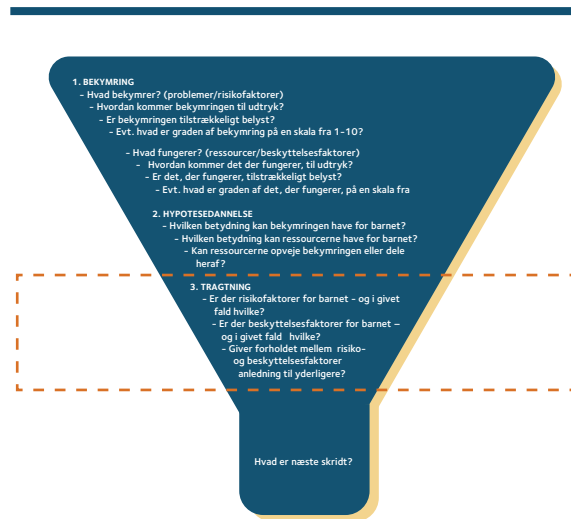 1. BEKYMRING
- Hvad bekymrer? (problemer/risikofaktorer)
- Hvordan kommer bekymringen til udtryk?
- Er bekymringen tilstrækkeligt belyst?
- Evt. hvad er graden af bekymring på en skala fra 1-10?
- Hvad fungerer? (ressourcer/beskyttelsesfaktorer)
- Hvordan kommer det der fungerer, til udtryk?
- Er det, der fungerer, tilstrækkeligt belyst?
- Evt. hvad er graden af det, der fungerer, på en skala fra
2. HYPOTESEDANNELSE
- Hvilken betydning kan bekymringen have for barnet?
- Hvilken betydning kan ressourcerne have for barnet?
- Kan ressourcerne opveje bekymringen eller dele
heraf?
3. TRAGTNING
- Er der risikofaktorer for barnet - og i givet
fald hvilke?
- Er der beskyttelsesfaktorer for barnet –
og i givet fald hvilke?
- Giver forholdet mellem risiko-
og beskyttelsesfaktorer
anledning til yderligere?
Hvad er næste skridt?